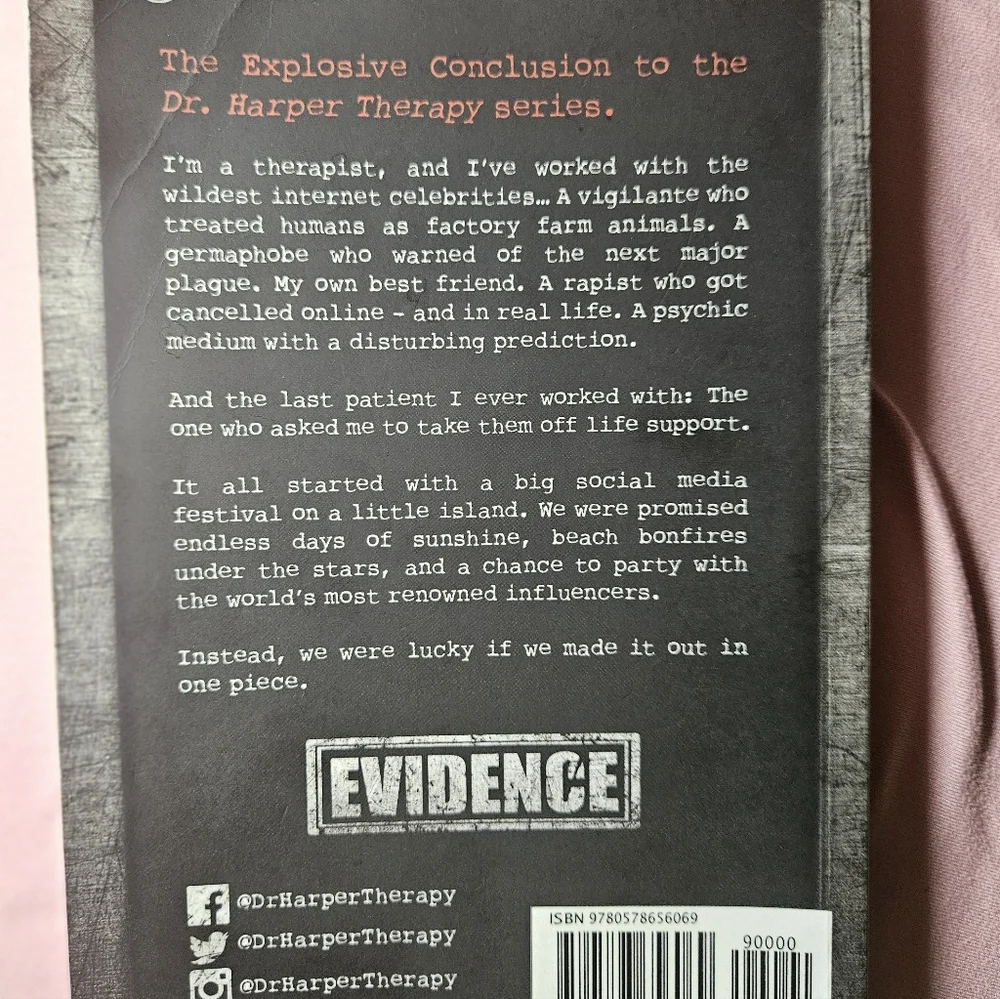 The Explosive Conclusion to the
Dr. Harper Therapy series.
I'm a therapist, and I've worked with the
wildest internet celebrities... A vigilante who
treated humans as factory farm animals. A
germaphobe who warned of the next major
plague. My own best friend. A rapist who got
cancelled online – and in real life. A psychic
medium with a disturbing prediction.
And the last patient I ever worked with: The
one who asked me to take them off life support.
It all started with a big social media
festival on a little island. We were promised
endless days of sunshine, beach bonfires
under the stars, and a chance to party with
the world's most renowned influencers.
Instead, we were lucky if we made it out in
one piece.
EVIDENCE
@DrHarperTherapy
@DrHarperTherapy
@DrHarperTherapy
ISBN 9780578656069
90000